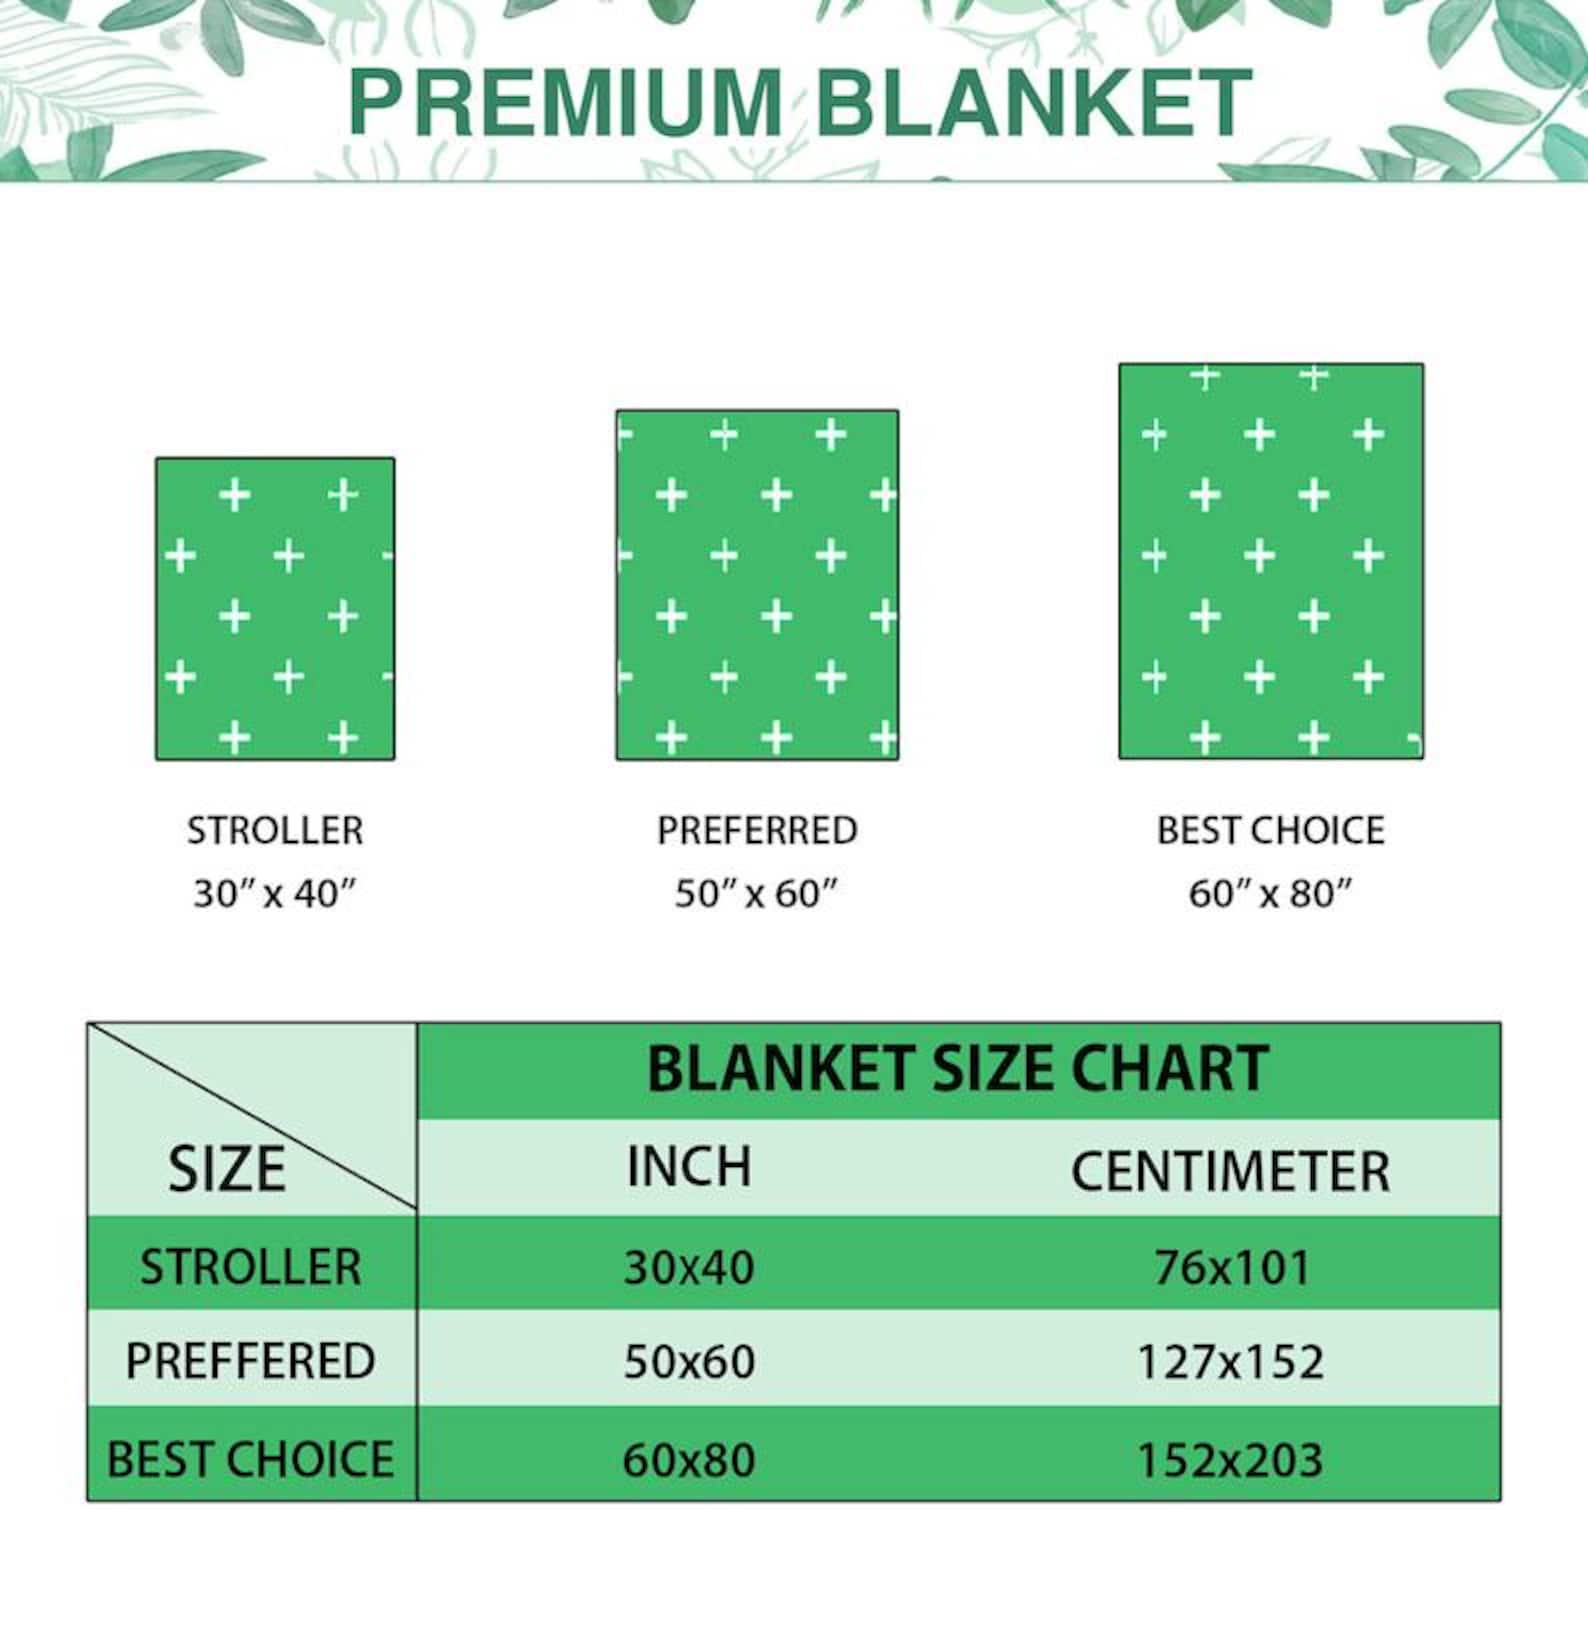 PREMIUM BLANKET
STROLLER
30” x 40”
PREFERRED
50” x 60”
BEST CHOICE
60” x 80”
BLANKET SIZE CHART
SIZE INCH CENTIMETER
STROLLER 30x40 76x101
PREFFERED 50x60 127x152
BEST CHOICE 60x80 152x203